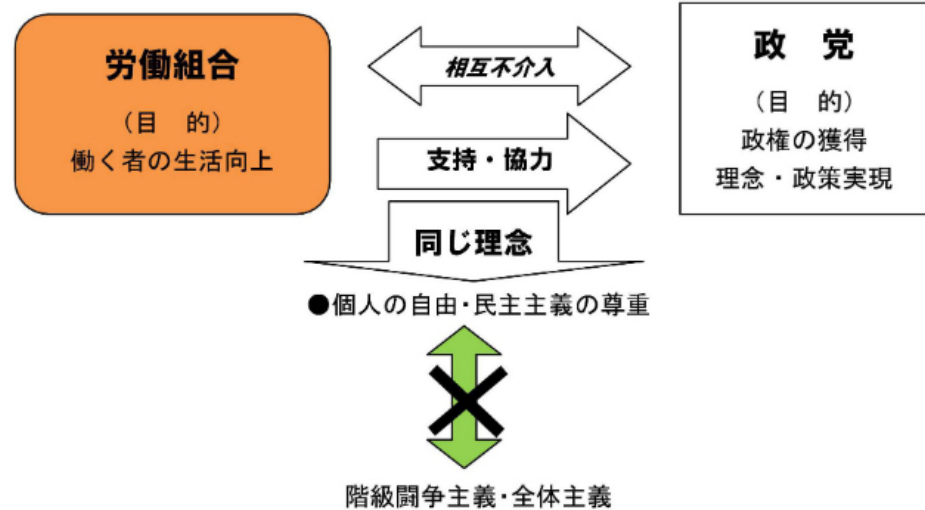 労働組合
（目　的）
働く者の生活向上
相互不介入
支持・協力
政　党
（目　的）
政権の獲得
理念・政策実現
同じ理念
●個人の自由・民主主義の尊重
階級闘争主義・全体主義